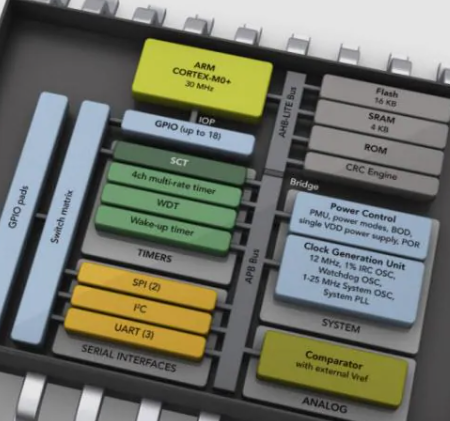 ARM
CORTEX-M0+
30 MHz
IOP
GPIO (up to 18)
SCT
4ch multi-rate timer
WDT
Wake-up timer
TIMERS
SPI (2)
I²C
UART (3)
SERIAL INTERFACES
GPIO pads
Switch matrix
AHB-LITE Bus
Bridge
APB Bus
Flash
16 KB
SRAM
4 KB
ROM
CRC Engine
Power Control
PMU, power modes, BOD,
single VDD power supply, POR
Clock Generation Unit
12 MHz, 1% IRC OSC,
Watchdog OSC,
1-25 MHz System OSC,
System PLL
SYSTEM
Comparator
with external Vref
ANALOG